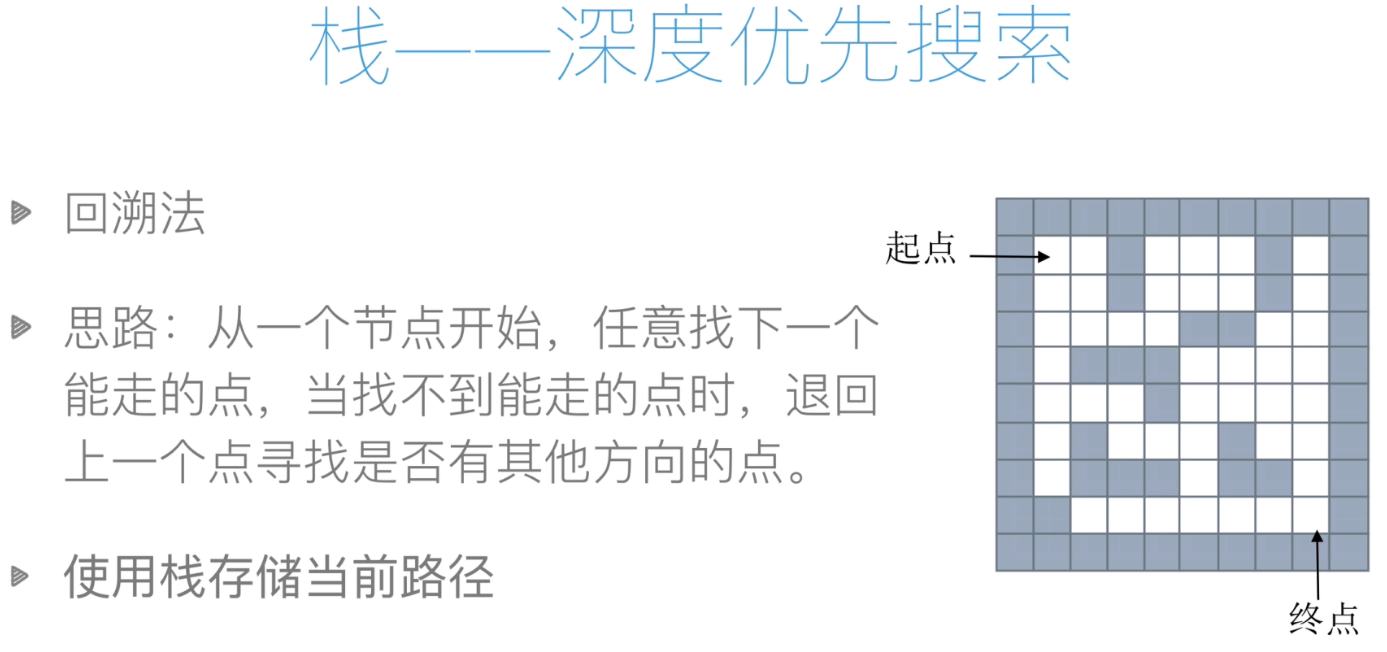 栈——深度优先搜索
回溯法
起点
思路：从一个节点开始，任意找下一个
能走的点，当找不到能走的点时，退回
上一个点寻找是否有其他方向的点。
使用栈存储当前路径
终点